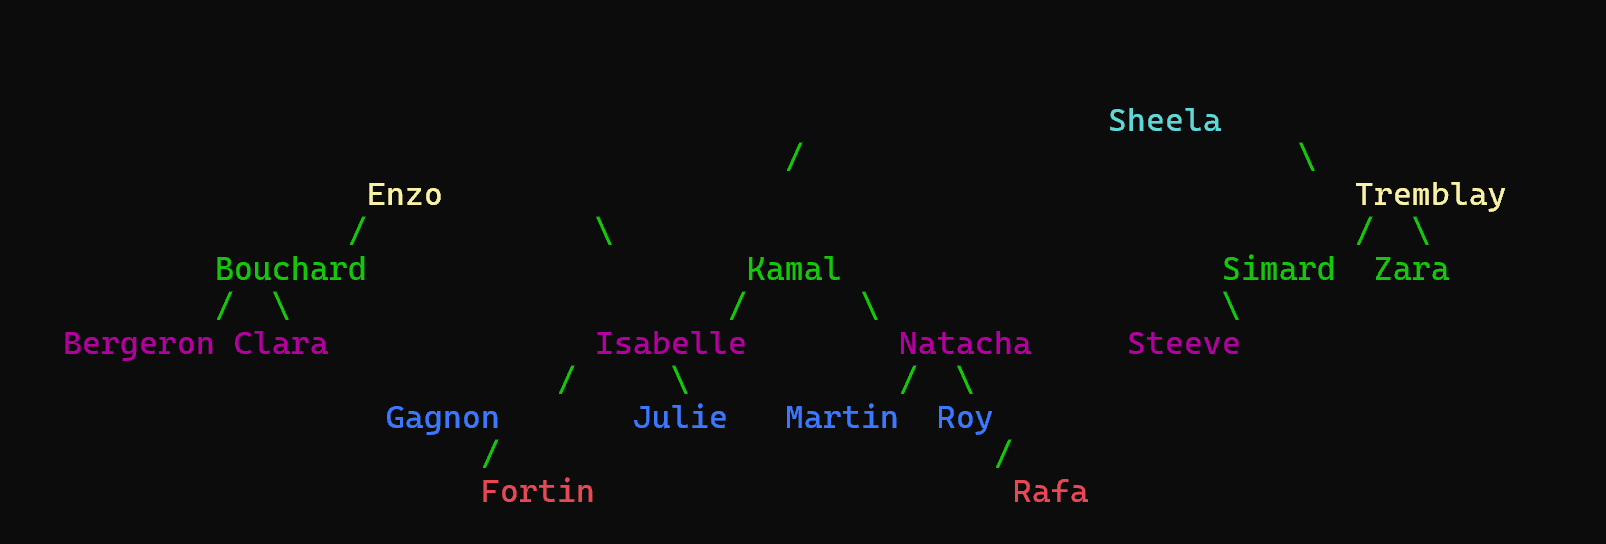 Sheela
/ \
Enzo Tremblay
/ \ / \
Bouchard Kamal Simard Zara
/ \ / \ \
Bergeron Clara Isabelle Natacha Steeve
/ \ / \
Gagnon Julie Martin Roy
/ /
Fortin Rafa